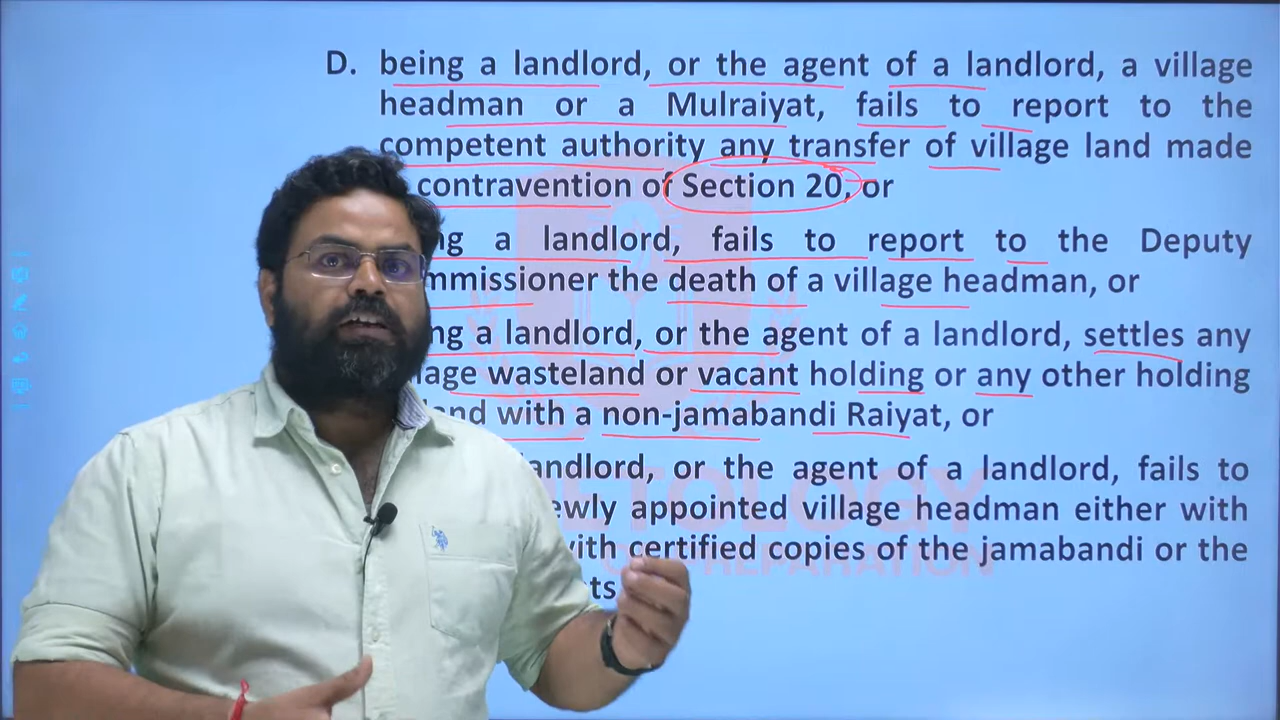 D. being a landlord, or the agent of a landlord, a village
headman or a Mulraiyat, fails to report to the
competent authority any transfer of village land made
contravention of Section 20, or
a landlord, fails to report to the Deputy
the death of a village headman, or
a landlord, or the agent of a landlord, settles any
wasteland or vacant holding or any other holding
with a non-jamabandi Raiyat, or
or the agent of a landlord, fails to
appointed village headman either with
certified copies of the jamabandi or the
PREPARATION